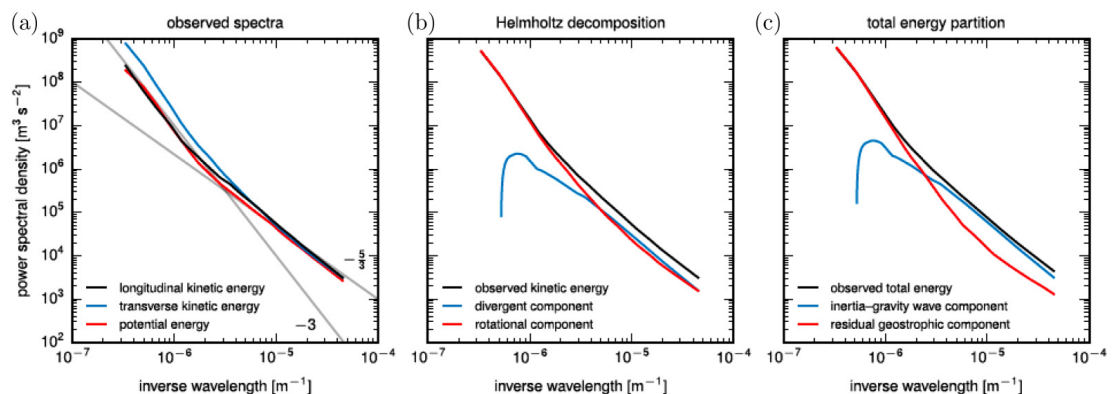 (a) observed spectra
(b) Helmholtz decomposition
(c) total energy partition
power spectral density [m³ s⁻²]
10⁹
10⁸
10⁷
10⁶
10⁵
10⁴
10³
10²
−5/3
−3
longitudinal kinetic energy
transverse kinetic energy
potential energy
10⁻⁷ 10⁻⁶ 10⁻⁵ 10⁻⁴
inverse wavelength [m⁻¹]
observed kinetic energy
divergent component
rotational component
10⁻⁷ 10⁻⁶ 10⁻⁵ 10⁻⁴
inverse wavelength [m⁻¹]
observed total energy
inertia–gravity wave component
residual geostrophic component
10⁻⁷ 10⁻⁶ 10⁻⁵ 10⁻⁴
inverse wavelength [m⁻¹]